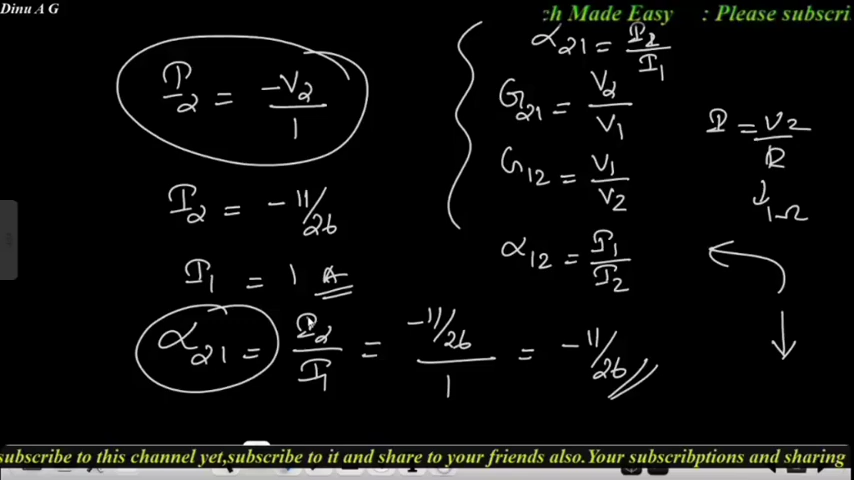 Dinu A G
ch Made Easy : Please subscri
I2 = -V2/1
I2 = -11/26
I1 = 1 A
α21 = I2/I1 = -11/26/1 = -11/26
α21 = I2/I1
G21 = V2/V1
G12 = V1/V2
α12 = I1/I2
I = V2/R
1Ω
subscribe to this channel yet,subscribe to it and share to your friends also.Your subscribptions and sharing